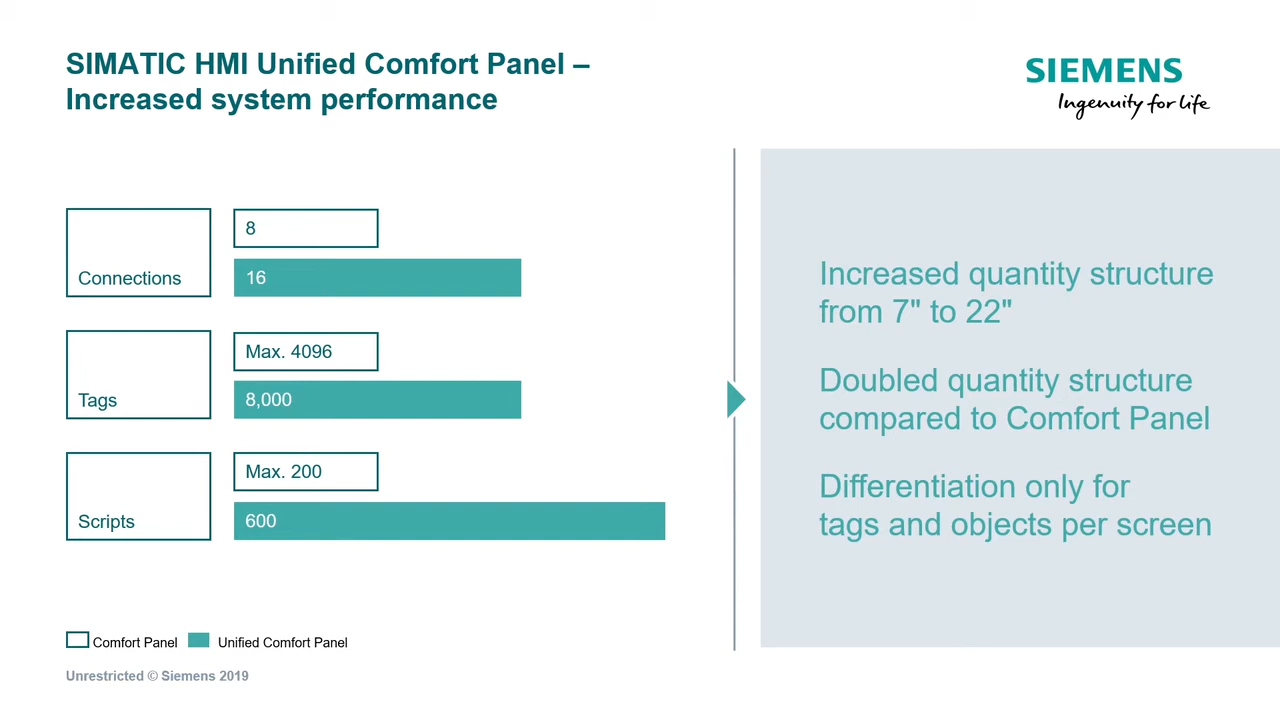 SIMATIC HMI Unified Comfort Panel –
Increased system performance
SIEMENS
Ingenuity for life
Connections
8
16
Tags
Max. 4096
8,000
Scripts
Max. 200
600
Increased quantity structure
from 7" to 22"
Doubled quantity structure
compared to Comfort Panel
Differentiation only for
tags and objects per screen
Comfort Panel
Unified Comfort Panel
Unrestricted © Siemens 2019